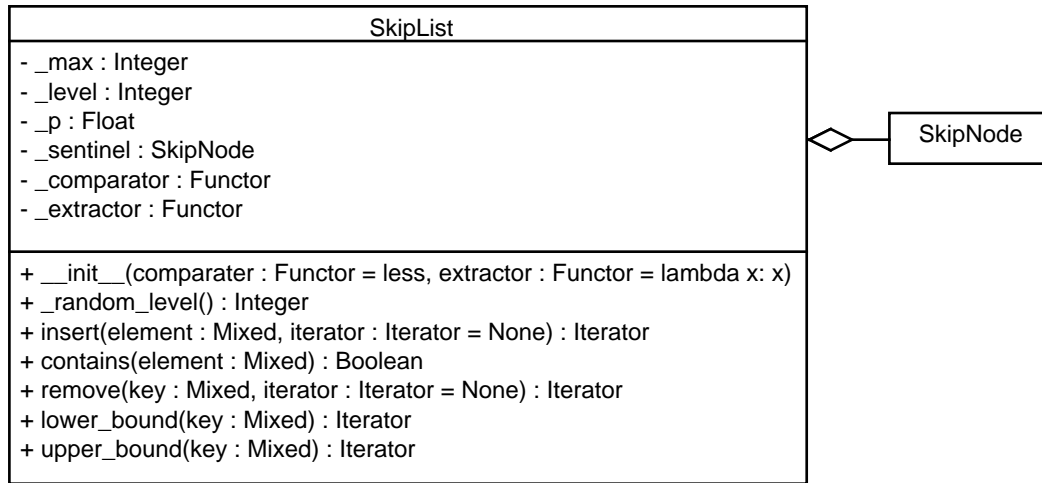 SkipList
- _max : Integer
- _level : Integer
- _p : Float
- _sentinel : SkipNode
- _comparator : Functor
- _extractor : Functor
SkipNode
+ __init__(comparater : Functor = less, extractor : Functor = lambda x: x)
+ _random_level() : Integer
+ insert(element : Mixed, iterator : Iterator = None) : Iterator
+ contains(element : Mixed) : Boolean
+ remove(key : Mixed, iterator : Iterator = None) : Iterator
+ lower_bound(key : Mixed) : Iterator
+ upper_bound(key : Mixed) : Iterator